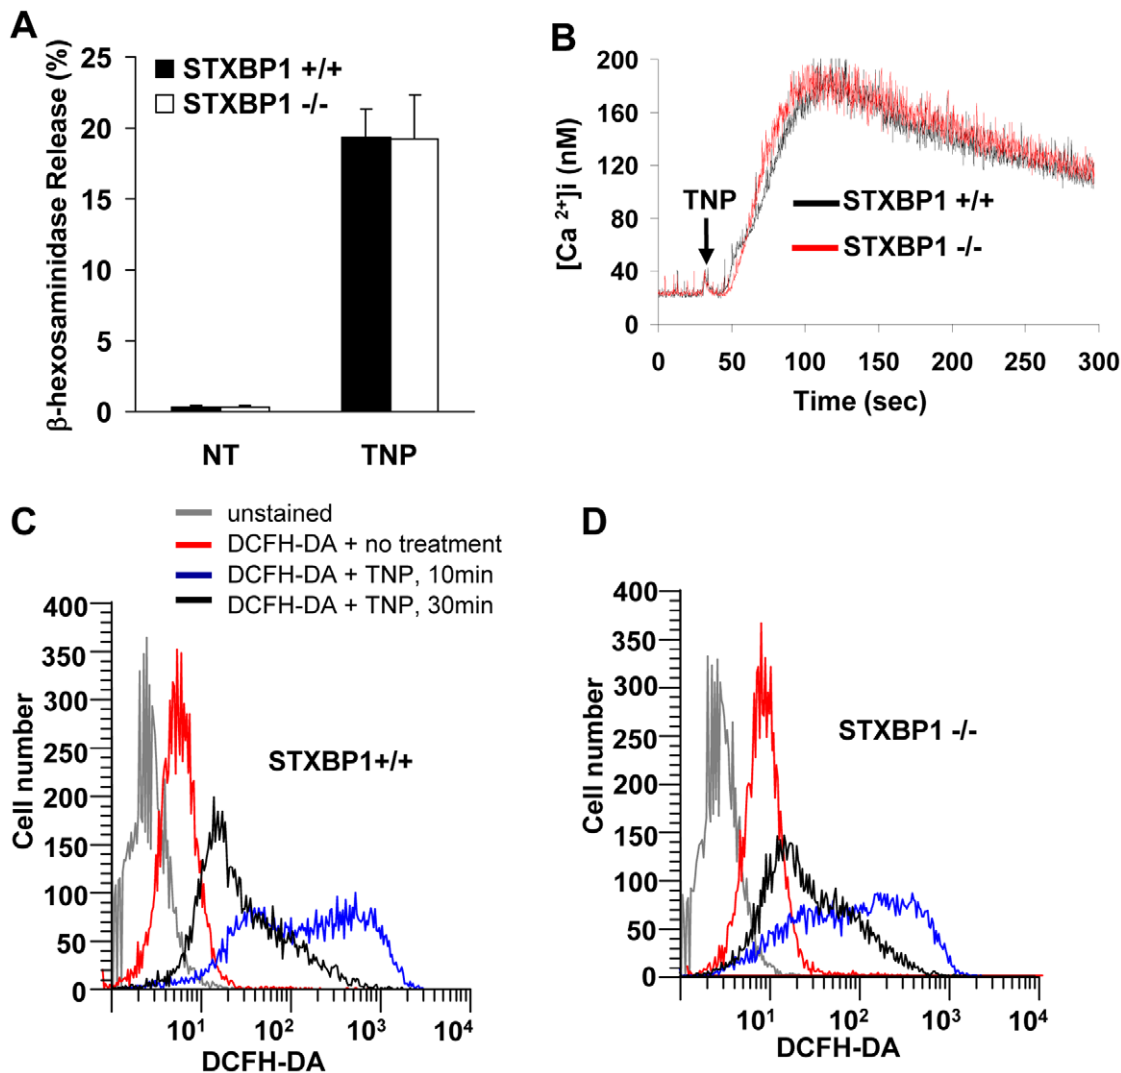 A
β-hexosaminidase Release (%)
25
20
15
10
5
0
STXBP1 +/+
STXBP1 -/-
NT TNP
B
[Ca 2+]i (nM)
200
160
120
80
40
0
TNP
STXBP1 +/+
STXBP1 -/-
0 50 100 150 200 250 300
Time (sec)
C
unstained
DCFH-DA + no treatment
DCFH-DA + TNP, 10min
DCFH-DA + TNP, 30min
Cell number
400
350
300
250
200
150
100
50
0
STXBP1+/+
10¹ 10² 10³ 10⁴
DCFH-DA
D
Cell number
400
350
300
250
200
150
100
50
0
STXBP1 -/-
10¹ 10² 10³ 10⁴
DCFH-DA